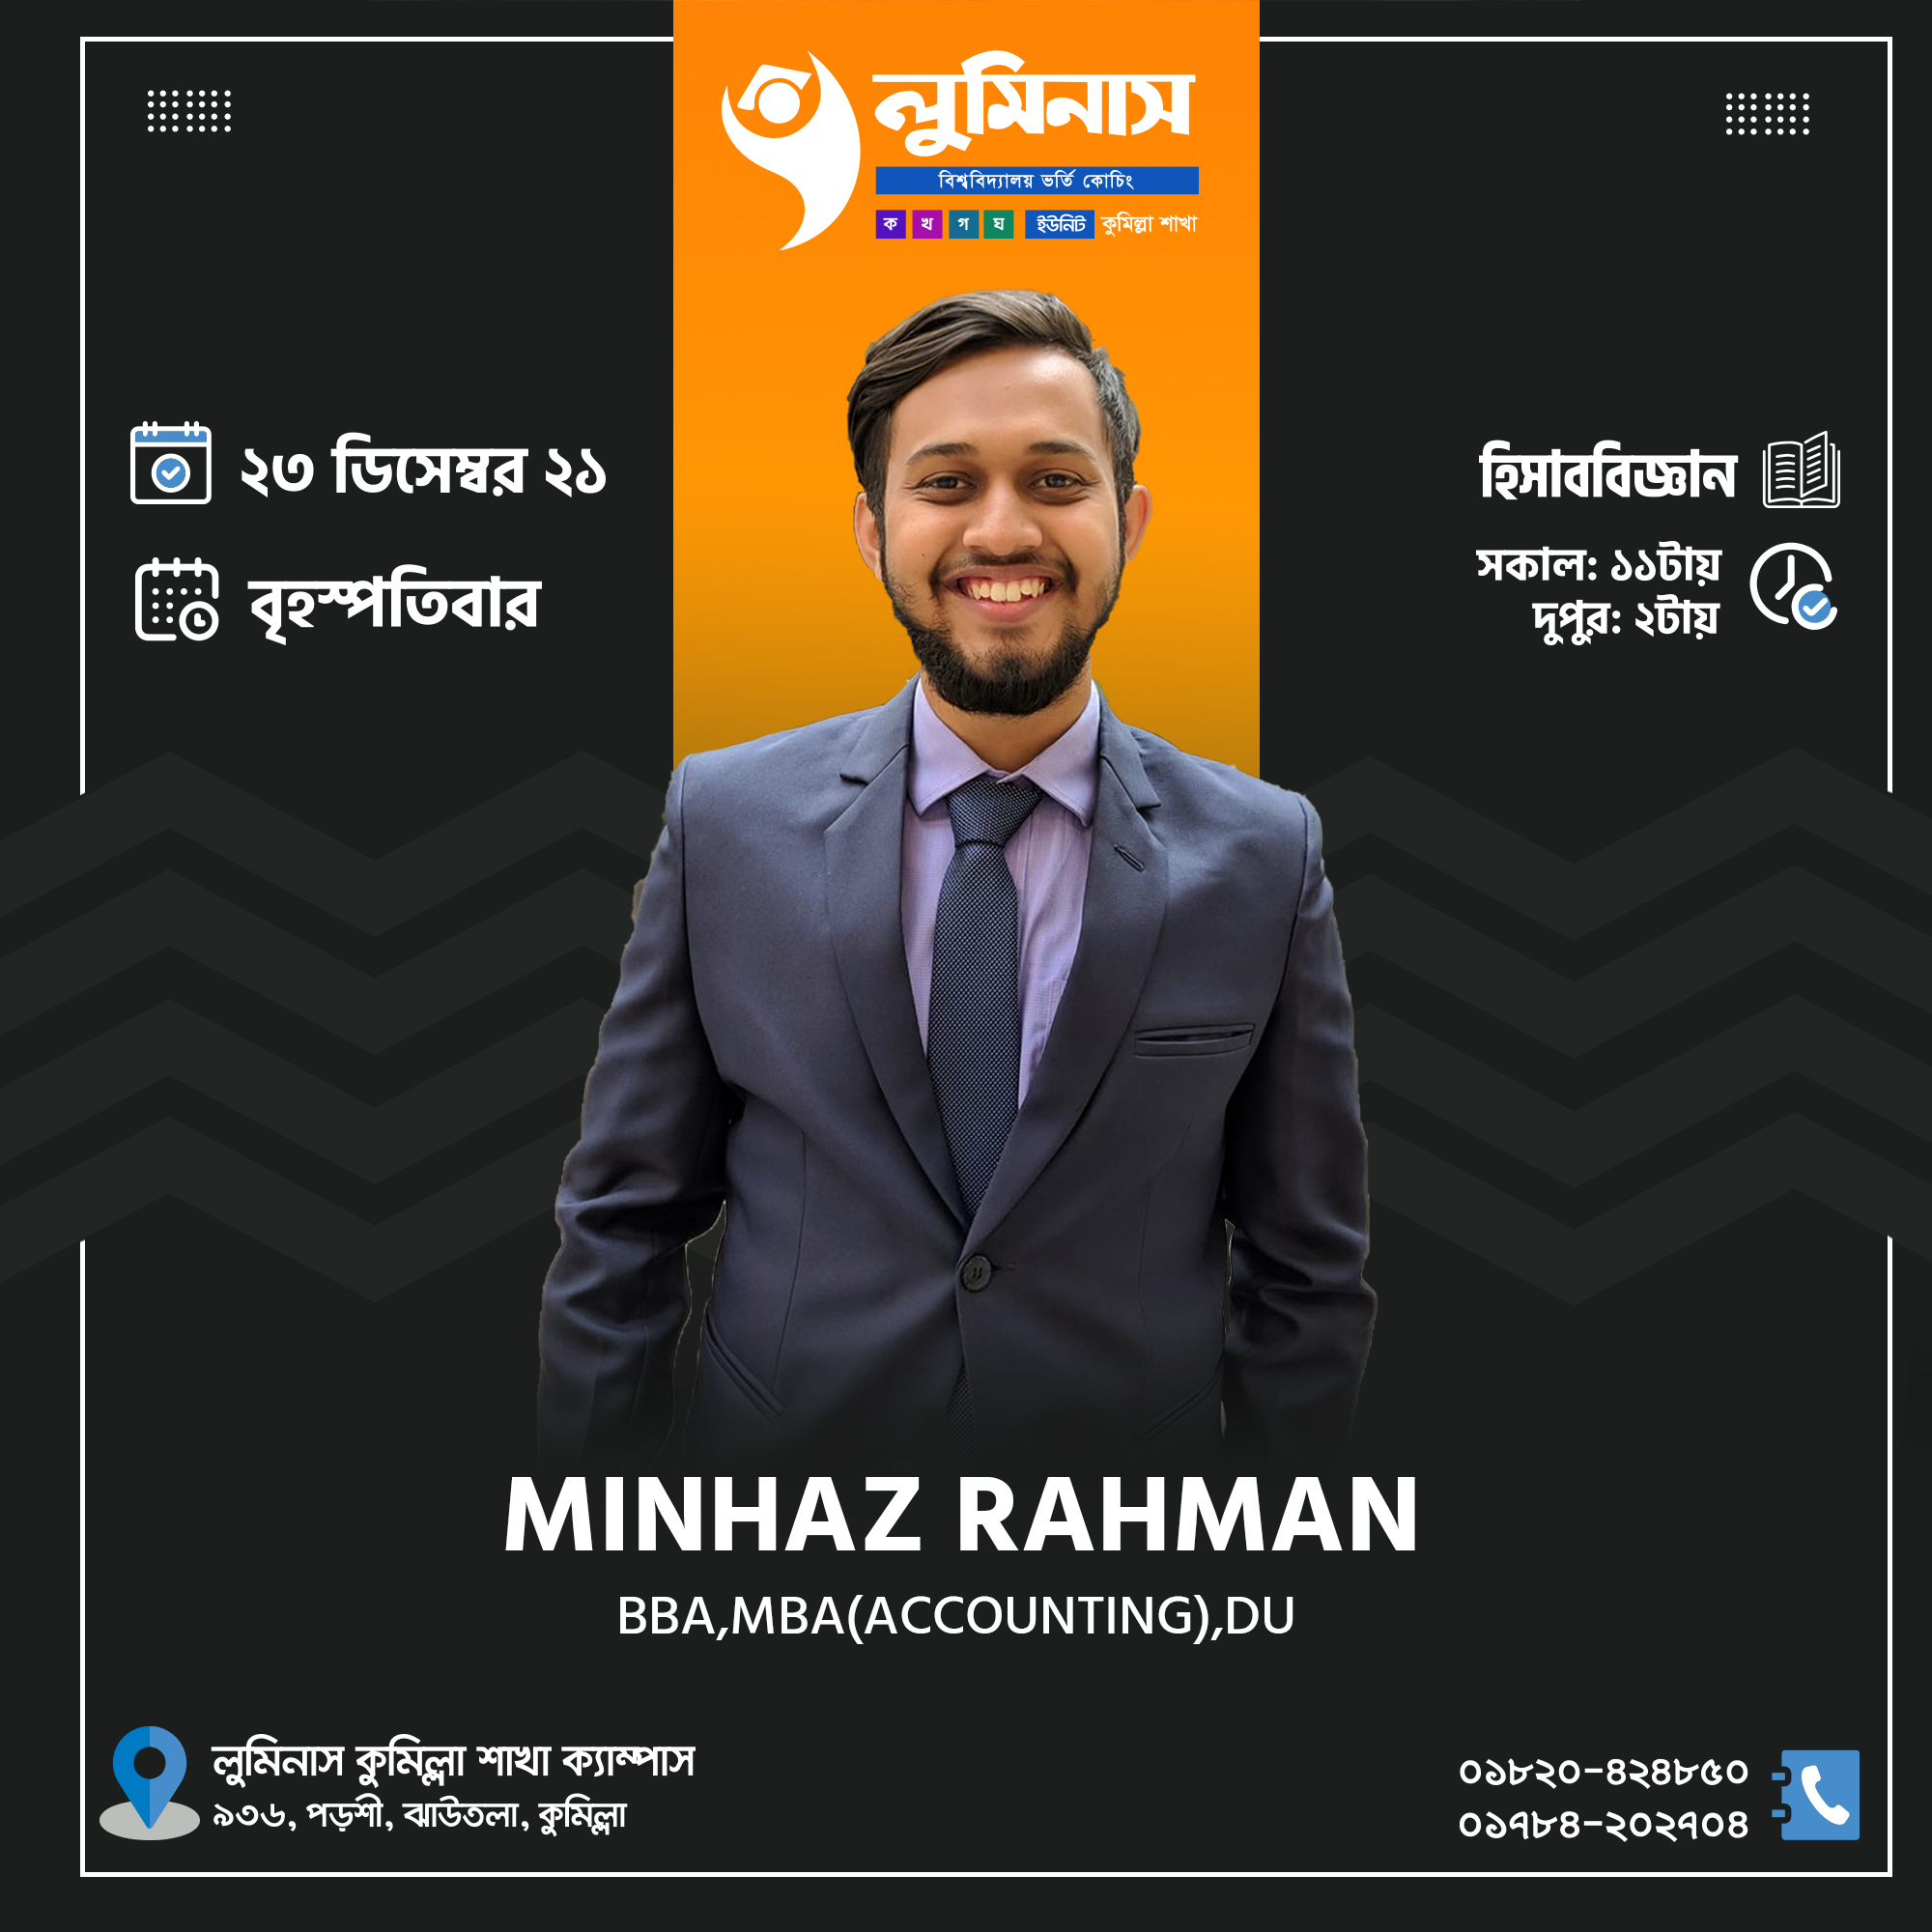 লুমিনাস
বিশ্ববিদ্যালয় ভর্তি কোচিং
ক খ গ ঘ ইউনিট কুমিল্লা শাখা
২৩ ডিসেম্বর ২১
বৃহস্পতিবার
হিসাববিজ্ঞান
সকাল: ১১টায়
দুপুর: ২টায়
MINHAZ RAHMAN
BBA,MBA(ACCOUNTING),DU
লুমিনাস কুমিল্লা শাখা ক্যাম্পাস
৯৩৬, পড়শী, ঝাউতলা, কুমিল্লা
০১৮২০-৪২৪৮৫০
০১৭৮৪-২০২৭০৪